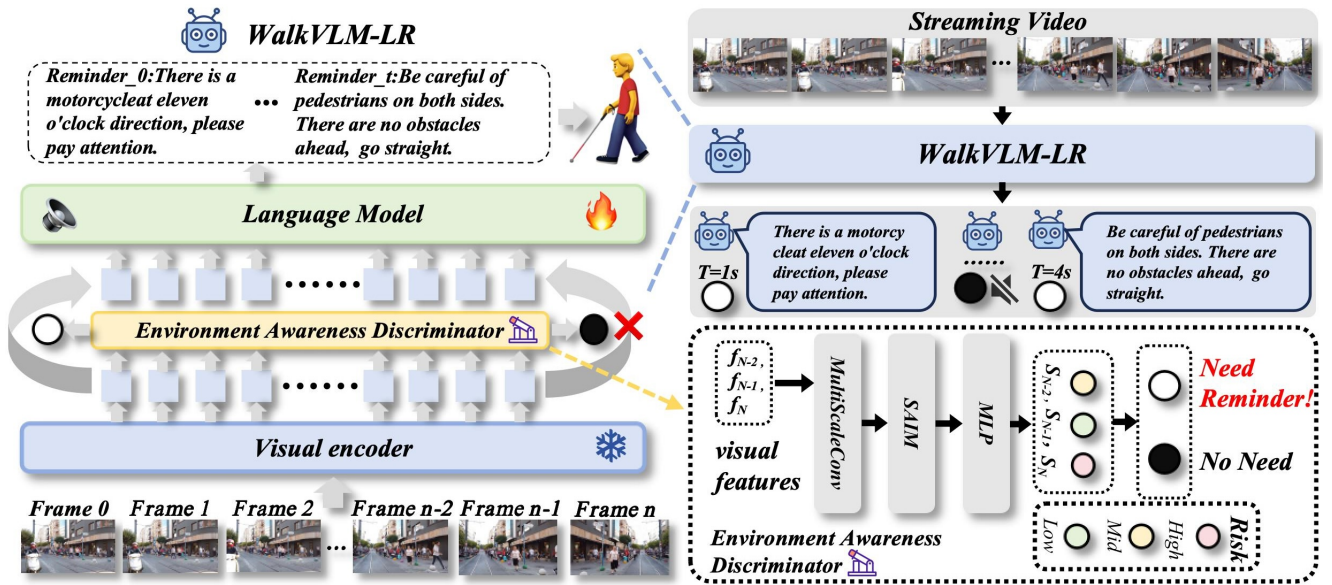 WalkVLM-LR
Reminder_0:There is a
motorcycleat eleven
o'clock direction, please
pay attention.
...
Reminder_t:Be careful of
pedestrians on both sides.
There are no obstacles
ahead, go straight.
Language Model
Environment Awareness Discriminator
Visual encoder
Frame 0
Frame 1
Frame 2
...
Frame n-2
Frame n-1
Frame n
Streaming Video
...
WalkVLM-LR
There is a motorcy
cleat eleven o'clock
direction, please
pay attention.
T=1s
......
T=4s
Be careful of pedestrians
on both sides. There are
no obstacles ahead, go
straight.
f_{N-2},
f_{N-1},
f_N
visual
features
MultiScaleConv
SAIM
MLP
S_{N-2}, S_{N-1}, S_N
Need
Reminder!
No Need
Low
Mid
High
Risk
Environment Awareness
Discriminator